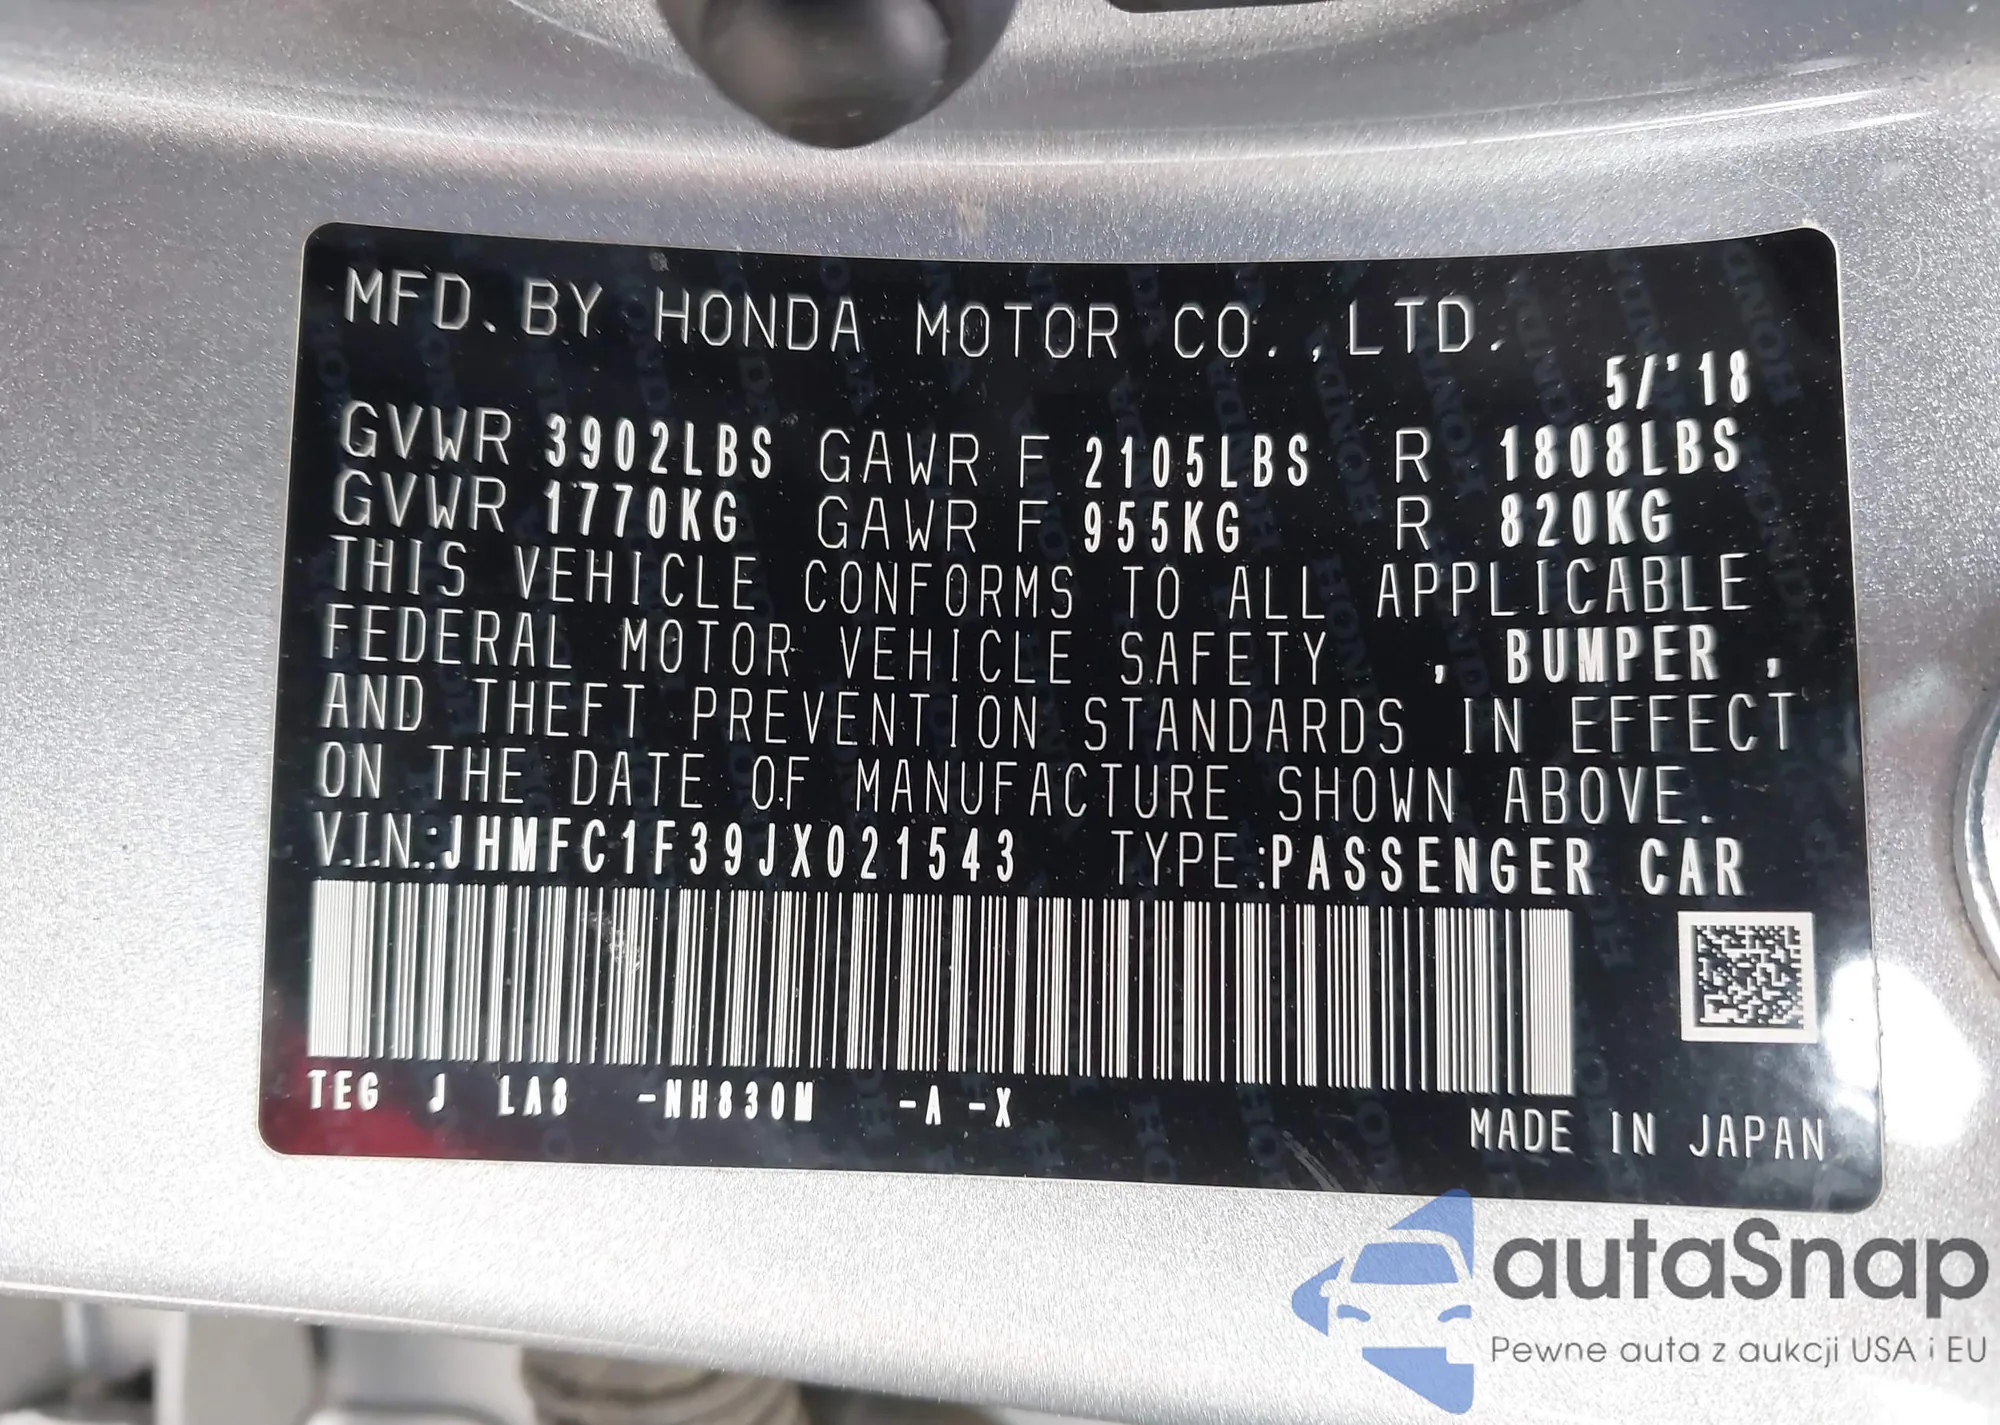 MFD. BY HONDA MOTOR CO., LTD.
5/'18
GVWR 3902LBS GAWR F 2105LBS R 1808LBS
GVWR 1770KG GAWR F 955KG R 820KG
THIS VEHICLE CONFORMS TO ALL APPLICABLE
FEDERAL MOTOR VEHICLE SAFETY , BUMPER ,
AND THEFT PREVENTION STANDARDS IN EFFECT
ON THE DATE OF MANUFACTURE SHOWN ABOVE.
V.I.N.:JHMFC1F39JX021543 TYPE:PASSENGER CAR
TEG J LA8 -NH830M -A -X
MADE IN JAPAN
autaSnap
Pewne auta z aukcji USA i EU